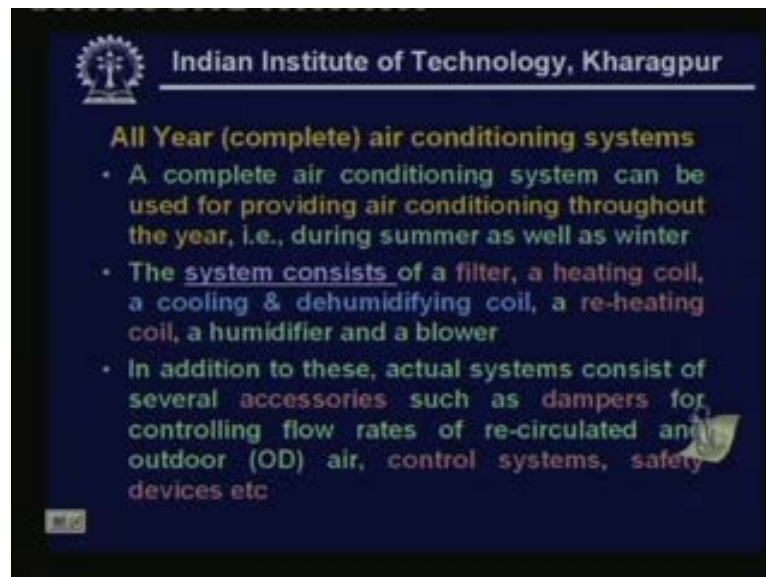 Indian Institute of Technology, Kharagpur
All Year (complete) air conditioning systems
• A complete air conditioning system can be
used for providing air conditioning throughout
the year, i.e., during summer as well as winter
• The system consists of a filter, a heating coil,
a cooling & dehumidifying coil, a re-heating
coil, a humidifier and a blower
• In addition to these, actual systems consist of
several accessories such as dampers for
controlling flow rates of re-circulated and
outdoor (OD) air, control systems, safety
devices etc